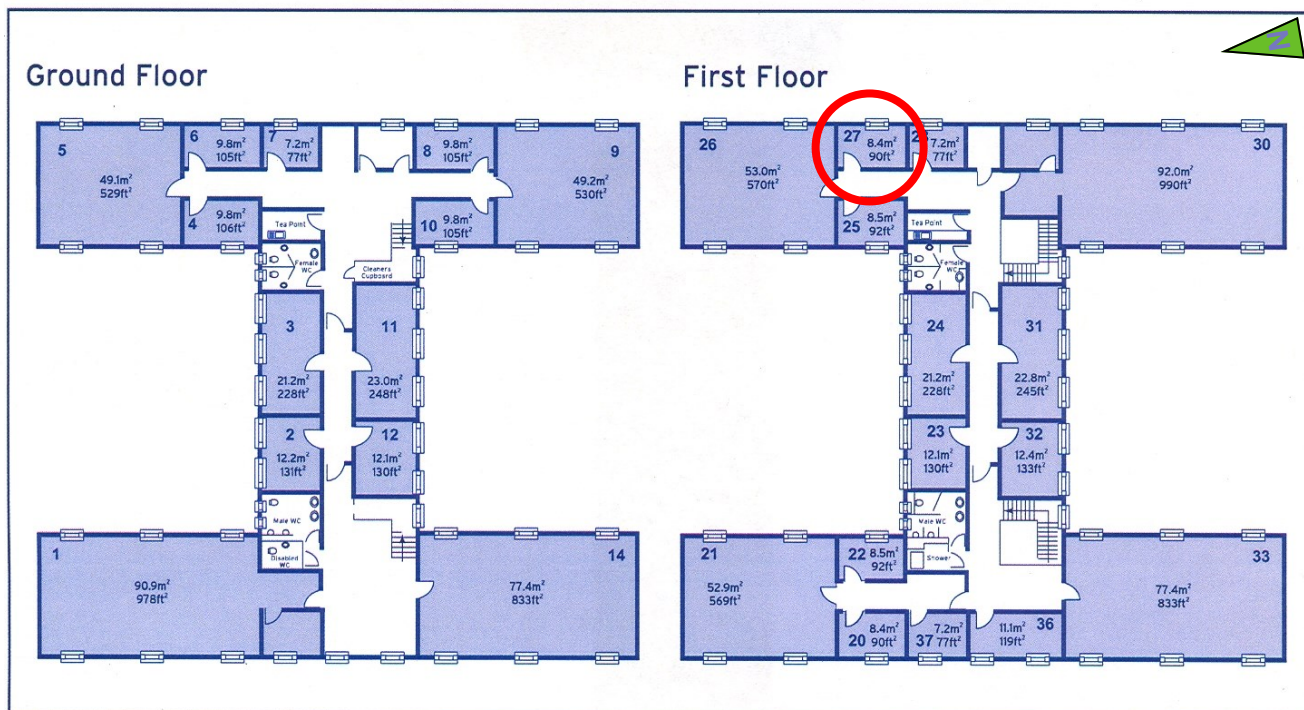 N
Ground Floor
First Floor
5
49.1m²
529ft²
6
9.8m²
105ft²
7
7.2m²
77ft²
8
9.8m²
105ft²
9
49.2m²
530ft²
4
9.8m²
106ft²
10
9.8m²
105ft²
Tea Point
Female
WC
Cleaners
Cupboard
3
21.2m²
228ft²
11
23.0m²
248ft²
2
12.2m²
131ft²
12
12.1m²
130ft²
Male WC
Disabled
WC
1
90.9m²
978ft²
14
77.4m²
833ft²
26
53.0m²
570ft²
27
8.4m²
90ft²
7.2m²
77ft²
30
92.0m²
990ft²
25
8.5m²
92ft²
Tea Point
Female
WC
24
21.2m²
228ft²
31
22.8m²
245ft²
23
12.1m²
130ft²
32
12.4m²
133ft²
Male WC
Shower
21
52.9m²
569ft²
22
8.5m²
92ft²
33
77.4m²
833ft²
20
8.4m²
90ft²
37
7.2m²
77ft²
36
11.1m²
119ft²